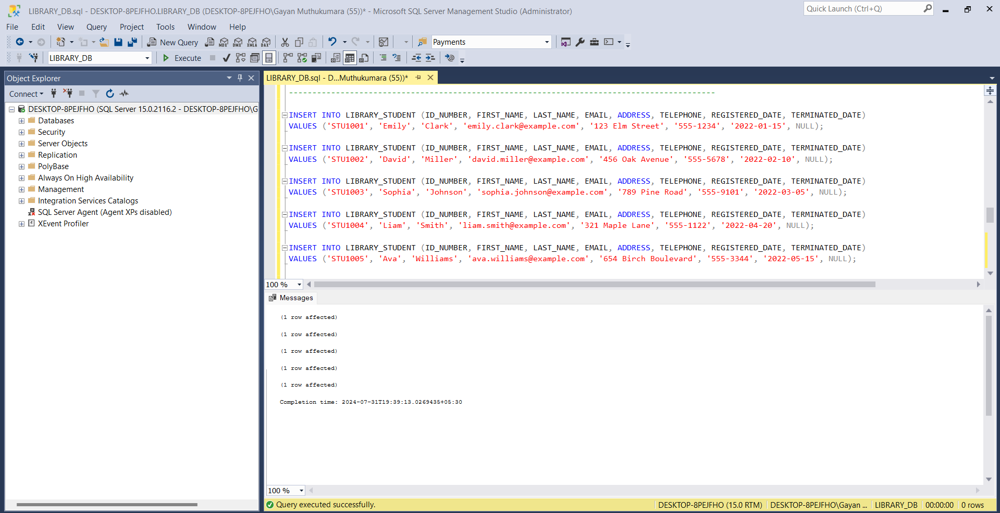 LIBRARY_DB.sql - DESKTOP-8PEJFHO.LIBRARY_DB (DESKTOP-8PEJFHO\Gayan Muthukumara (55))* - Microsoft SQL Server Management Studio (Administrator)
Quick Launch (Ctrl+Q)
File Edit View Query Project Tools Window Help
New Query MDX DMX XMLA DAX Payments
LIBRARY_DB Execute
Object Explorer
Connect
DESKTOP-8PEJFHO (SQL Server 15.0.2116.2 - DESKTOP-8PEJFHO\G
Databases
Security
Server Objects
Replication
PolyBase
Always On High Availability
Management
Integration Services Catalogs
SQL Server Agent (Agent XPs disabled)
XEvent Profiler
LIBRARY_DB.sql - D...Muthukumara (55))*
-------------------------------------------------------------------------------------------
INSERT INTO LIBRARY_STUDENT (ID_NUMBER, FIRST_NAME, LAST_NAME, EMAIL, ADDRESS, TELEPHONE, REGISTERED_DATE, TERMINATED_DATE)
VALUES ('STU1001', 'Emily', 'Clark', 'emily.clark@example.com', '123 Elm Street', '555-1234', '2022-01-15', NULL);
INSERT INTO LIBRARY_STUDENT (ID_NUMBER, FIRST_NAME, LAST_NAME, EMAIL, ADDRESS, TELEPHONE, REGISTERED_DATE, TERMINATED_DATE)
VALUES ('STU1002', 'David', 'Miller', 'david.miller@example.com', '456 Oak Avenue', '555-5678', '2022-02-10', NULL);
INSERT INTO LIBRARY_STUDENT (ID_NUMBER, FIRST_NAME, LAST_NAME, EMAIL, ADDRESS, TELEPHONE, REGISTERED_DATE, TERMINATED_DATE)
VALUES ('STU1003', 'Sophia', 'Johnson', 'sophia.johnson@example.com', '789 Pine Road', '555-9101', '2022-03-05', NULL);
INSERT INTO LIBRARY_STUDENT (ID_NUMBER, FIRST_NAME, LAST_NAME, EMAIL, ADDRESS, TELEPHONE, REGISTERED_DATE, TERMINATED_DATE)
VALUES ('STU1004', 'Liam', 'Smith', 'liam.smith@example.com', '321 Maple Lane', '555-1122', '2022-04-20', NULL);
INSERT INTO LIBRARY_STUDENT (ID_NUMBER, FIRST_NAME, LAST_NAME, EMAIL, ADDRESS, TELEPHONE, REGISTERED_DATE, TERMINATED_DATE)
VALUES ('STU1005', 'Ava', 'Williams', 'ava.williams@example.com', '654 Birch Boulevard', '555-3344', '2022-05-15', NULL);
100 %
Messages
(1 row affected)
(1 row affected)
(1 row affected)
(1 row affected)
(1 row affected)
Completion time: 2024-07-31T19:39:13.0269435+05:30
100 %
Query executed successfully. DESKTOP-8PEJFHO (15.0 RTM) DESKTOP-8PEJFHO\Gayan ... LIBRARY_DB 00:00:00 0 rows